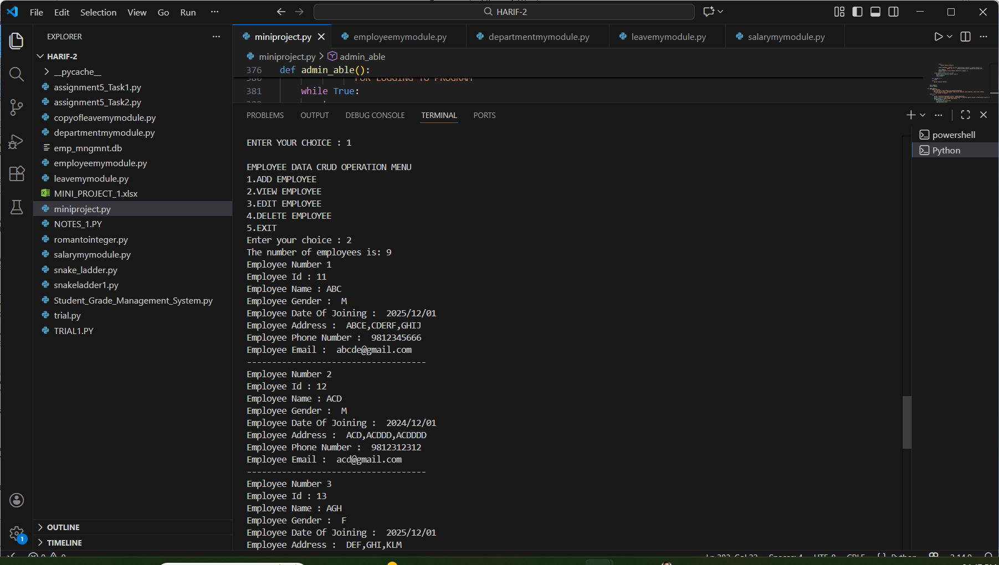 File Edit Selection View Go Run ··· HARIF-2
EXPLORER ···
HARIF-2
__pycache__
assignment5_Task1.py
assignment5_Task2.py
copyofleavemymodule.py
departmentmymodule.py
emp_mngmnt.db
employeemymodule.py
leavemymodule.py
MINI_PROJECT_1.xlsx
miniproject.py
NOTES_1.PY
romantointeger.py
salarymymodule.py
snake_ladder.py
snakeladder1.py
Student_Grade_Management_System.py
trial.py
TRIAL1.PY
OUTLINE
TIMELINE
1
miniproject.py employeemymodule.py departmentmymodule.py leavemymodule.py salarymymodule.py
miniproject.py > admin_able
376 def admin_able():
380 FOR LOGGING TO PROGRAM
381 while True:
PROBLEMS OUTPUT DEBUG CONSOLE TERMINAL PORTS
powershell
Python
ENTER YOUR CHOICE : 1
EMPLOYEE DATA CRUD OPERATION MENU
1.ADD EMPLOYEE
2.VIEW EMPLOYEE
3.EDIT EMPLOYEE
4.DELETE EMPLOYEE
5.EXIT
Enter your choice : 2
The number of employees is: 9
Employee Number 1
Employee Id : 11
Employee Name : ABC
Employee Gender :  M
Employee Date Of Joining :  2025/12/01
Employee Address :  ABCE,CDERF,GHIJ
Employee Phone Number :  9812345666
Employee Email :  abcde@gmail.com
------------------------------------
Employee Number 2
Employee Id : 12
Employee Name : ACD
Employee Gender :  M
Employee Date Of Joining :  2024/12/01
Employee Address :  ACD,ACDDD,ACDDDD
Employee Phone Number :  9812312312
Employee Email :  acd@gmail.com
------------------------------------
Employee Number 3
Employee Id : 13
Employee Name : AGH
Employee Gender :  F
Employee Date Of Joining :  2025/12/01
Employee Address :  DEF,GHI,KLM